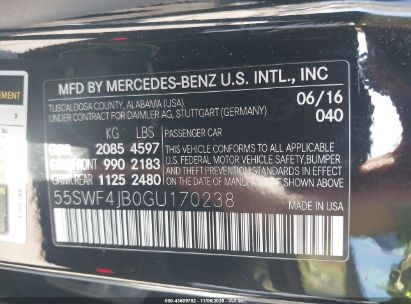 MFD BY MERCEDES-BENZ U.S. INTL., INC
TUSCALOOSA COUNTY, ALABAMA (USA)
UNDER CONTRACT FOR DAIMLER AG, STUTTGART (GERMANY)
06/16
040
KG LBS
2085 4597
FRONT 990 2183
GAWR REAR 1125 2480
PASSENGER CAR
THIS VEHICLE CONFORMS TO ALL APPLICABLE
U.S. FEDERAL MOTOR VEHICLE SAFETY, BUMPER
AND THEFT PREVENTION STANDARDS IN EFFECT
ON THE DATE OF MANUFACTURE SHOWN ABOVE.
55SWF4JB0GU170238
MADE IN USA